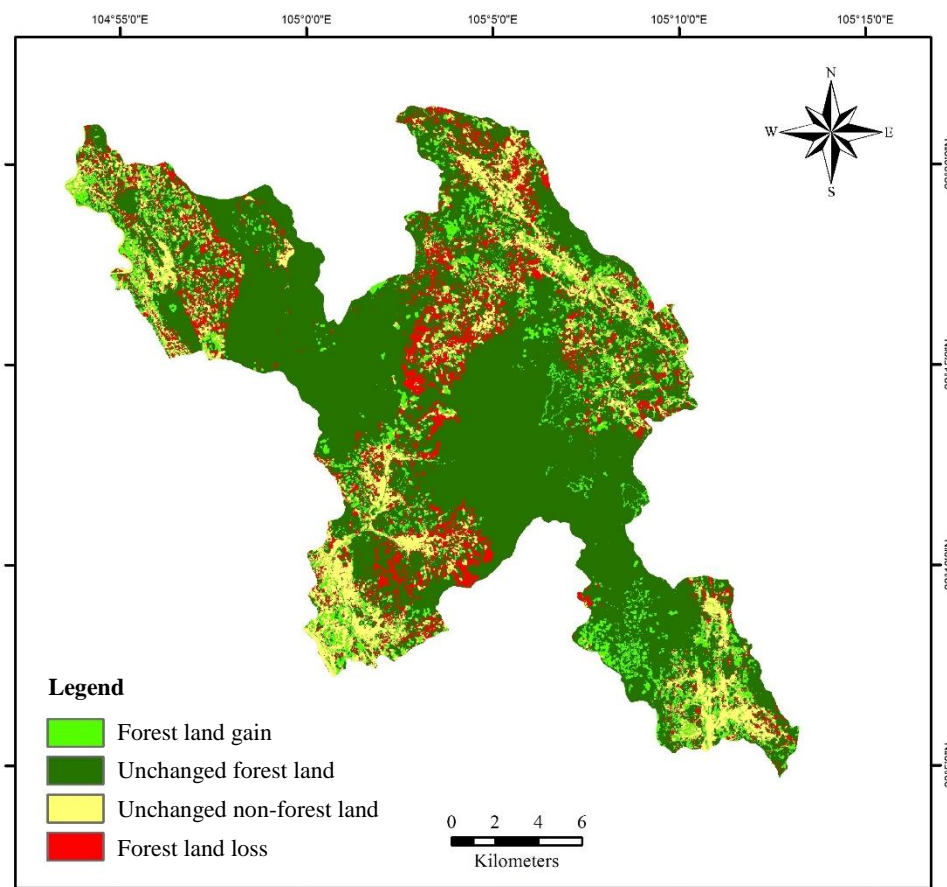 104°55'0"E 105°0'0"E 105°5'0"E 105°10'0"E 105°15'0"E
N
W E
S
Legend
Forest land gain
Unchanged forest land
Unchanged non-forest land
Forest land loss
0 2 4 6
Kilometers